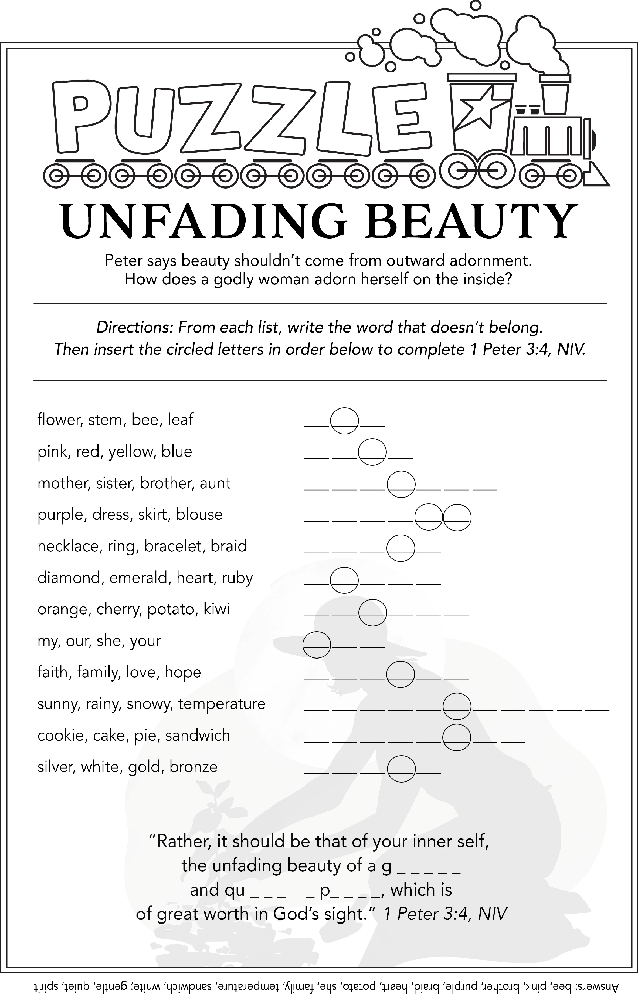 PUZZLE
UNFADING BEAUTY
Peter says beauty shouldn’t come from outward adornment.
How does a godly woman adorn herself on the inside?
Directions: From each list, write the word that doesn’t belong.
Then insert the circled letters in order below to complete 1 Peter 3:4, NIV.
flower, stem, bee, leaf
pink, red, yellow, blue
mother, sister, brother, aunt
purple, dress, skirt, blouse
necklace, ring, bracelet, braid
diamond, emerald, heart, ruby
orange, cherry, potato, kiwi
my, our, she, your
faith, family, love, hope
sunny, rainy, snowy, temperature
cookie, cake, pie, sandwich
silver, white, gold, bronze
“Rather, it should be that of your inner self,
the unfading beauty of a g _ _ _ _ _
and qu _ _ _ _ p_ _ _ _, which is
of great worth in God’s sight.” 1 Peter 3:4, NIV
Answers: bee, pink, brother, purple, braid, heart, potato, she, family, temperature, sandwich, white; gentle, quiet, spirit